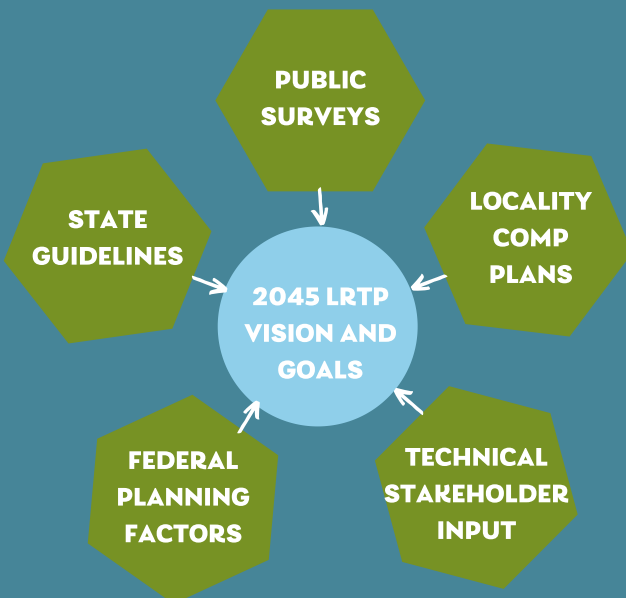 PUBLIC
SURVEYS
STATE
GUIDELINES
LOCALITY
COMP
PLANS
2045 LRTP
VISION AND
GOALS
FEDERAL
PLANNING
FACTORS
TECHNICAL
STAKEHOLDER
INPUT